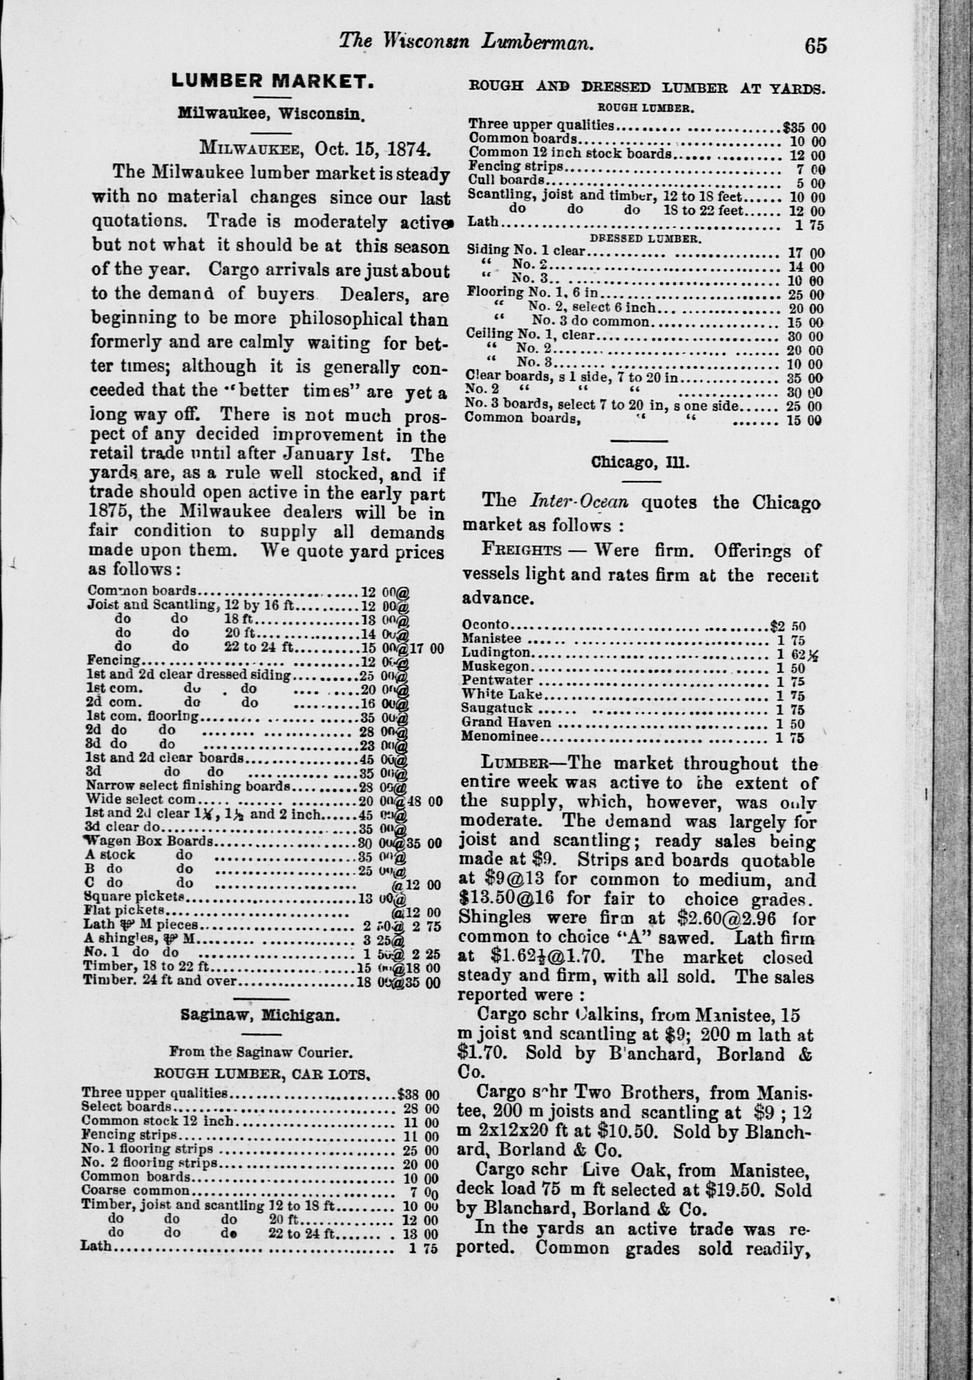 The Wisconsin Lumberman.
65
LUMBER MARKET.
Milwaukee, Wisconsin.
MILWAUKEE, Oct. 15, 1874.
The Milwaukee lumber market is steady
with no material changes since our last
quotations. Trade is moderately active
but not what it should be at this season
of the year. Cargo arrivals are just about
to the demand of buyers Dealers, are
beginning to be more philosophical than
formerly and are calmly waiting for bet-
ter times; although it is generally con-
ceeded that the "better times" are yet a
long way off. There is not much pros-
pect of any decided improvement in the
retail trade until after January 1st. The
yards are, as a rule well stocked, and if
trade should open active in the early part
1875, the Milwaukee dealers will be in
fair condition to supply all demands
made upon them. We quote yard prices
as follows:
Common boards.....12 00@
Joist and Scantling, 12 by 16 ft.....12 00@
do do 18 ft.....13 00@
do do 20 ft.....14 00@
do do 22 to 24 ft.....15 00@17 00
Fencing.....12 00@
1st and 2d clear dressed siding.....25 00@
1st com. do . do.....20 00@
2d com. do do.....16 00@
1st com. flooring.....35 00@
2d do do.....28 00@
3d do do.....23 00@
1st and 2d clear boards.....45 00@
3d do do.....35 00@
Narrow select finishing boards.....28 00@
Wide select com.....20 00@48 00
1st and 2d clear 1¼, 1½ and 2 inch.....45 00@
3d clear do.....35 00@
Wagon Box Boards.....30 00@35 00
A stock do.....35 00@
B do do.....25 00@
C do do..... @12 00
Square pickets.....13 00@
Flat pickets..... @12 00
Lath ⅌ M pieces.....2 50@ 2 75
A shingles, ⅌ M.....3 25@
No. 1 do do.....1 50@ 2 25
Timber, 18 to 22 ft.....15 00@18 00
Timber. 24 ft and over.....18 00@35 00
Saginaw, Michigan.
From the Saginaw Courier.
ROUGH LUMBER, CAR LOTS.
Three upper qualities.....$38 00
Select boards.....28 00
Common stock 12 inch.....11 00
Fencing strips.....11 00
No. 1 flooring strips.....25 00
No. 2 flooring strips.....20 00
Common boards.....10 00
Coarse common.....7 00
Timber, joist and scantling 12 to 18 ft.....10 00
do do do 20 ft.....12 00
do do do 22 to 24 ft.....13 00
Lath.....1 75
ROUGH AND DRESSED LUMBER AT YARDS.
ROUGH LUMBER.
Three upper qualities.....$35 00
Common boards.....10 00
Common 12 inch stock boards.....12 00
Fencing strips.....7 00
Cull boards.....5 00
Scantling, joist and timber, 12 to 18 feet.....10 00
do do do 18 to 22 feet.....12 00
Lath.....1 75
DRESSED LUMBER.
Siding No. 1 clear.....17 00
" No. 2.....14 00
" No. 3.....10 00
Flooring No. 1, 6 in.....25 00
" No. 2, select 6 inch.....20 00
" No. 3 do common.....15 00
Ceiling No. 1, clear.....30 00
" No. 2.....20 00
" No. 3.....10 00
Clear boards, s 1 side, 7 to 20 in.....35 00
No. 2 " " ".....30 00
No. 3 boards, select 7 to 20 in, s one side.....25 00
Common boards, " ".....15 00
Chicago, Ill.
The Inter-Ocean quotes the Chicago
market as follows :
FREIGHTS — Were firm. Offerings of
vessels light and rates firm at the recent
advance.
Oconto.....$2 50
Manistee.....1 75
Ludington.....1 62½
Muskegon.....1 50
Pentwater.....1 75
White Lake.....1 75
Saugatuck.....1 75
Grand Haven.....1 50
Menominee.....1 75
LUMBER—The market throughout the
entire week was active to the extent of
the supply, which, however, was only
moderate. The demand was largely for
joist and scantling; ready sales being
made at $9. Strips and boards quotable
at $9@13 for common to medium, and
$13.50@16 for fair to choice grades.
Shingles were firm at $2.60@2.96 for
common to choice "A" sawed. Lath firm
at $1.62½@1.70. The market closed
steady and firm, with all sold. The sales
reported were :
Cargo schr Calkins, from Manistee, 15
m joist and scantling at $9; 200 m lath at
$1.70. Sold by Blanchard, Borland &
Co.
Cargo schr Two Brothers, from Manis-
tee, 200 m joists and scantling at $9 ; 12
m 2x12x20 ft at $10.50. Sold by Blanch-
ard, Borland & Co.
Cargo schr Live Oak, from Manistee,
deck load 75 m ft selected at $19.50. Sold
by Blanchard, Borland & Co.
In the yards an active trade was re-
ported. Common grades sold readily,